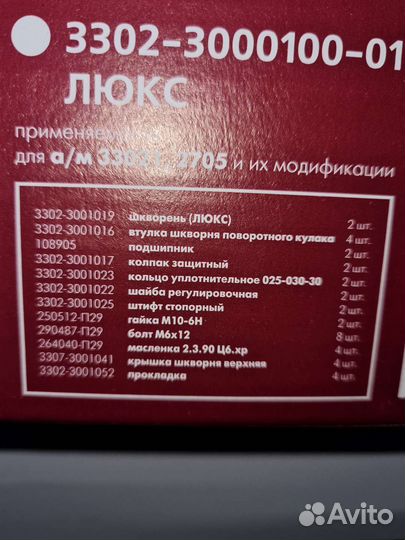 3302-3000100-01
ЛЮКС
для а/м 33021, 2705 и их модификации
3302-3001019 шкворень (ЛЮКС) 2 шт.
3302-3001016 втулка шкворня поворотного кулака 4 шт.
108905 подшипник 2 шт.
3302-3001017 колпак защитный 2 шт.
3302-3001023 кольцо уплотнительное 025-030-30 2 шт.
3302-3001022 шайба регулировочная 2 шт.
3302-3001025 штифт стопорный 2 шт.
250512-П29 гайка М10-6Н 2 шт.
290487-П29 болт М6х12 8 шт.
264040-П29 масленка 2.3.90 Ц6.хр 4 шт.
3307-3001041 крышка шкворня верхняя 4 шт.
3302-3001052 прокладка 4 шт.
Avito